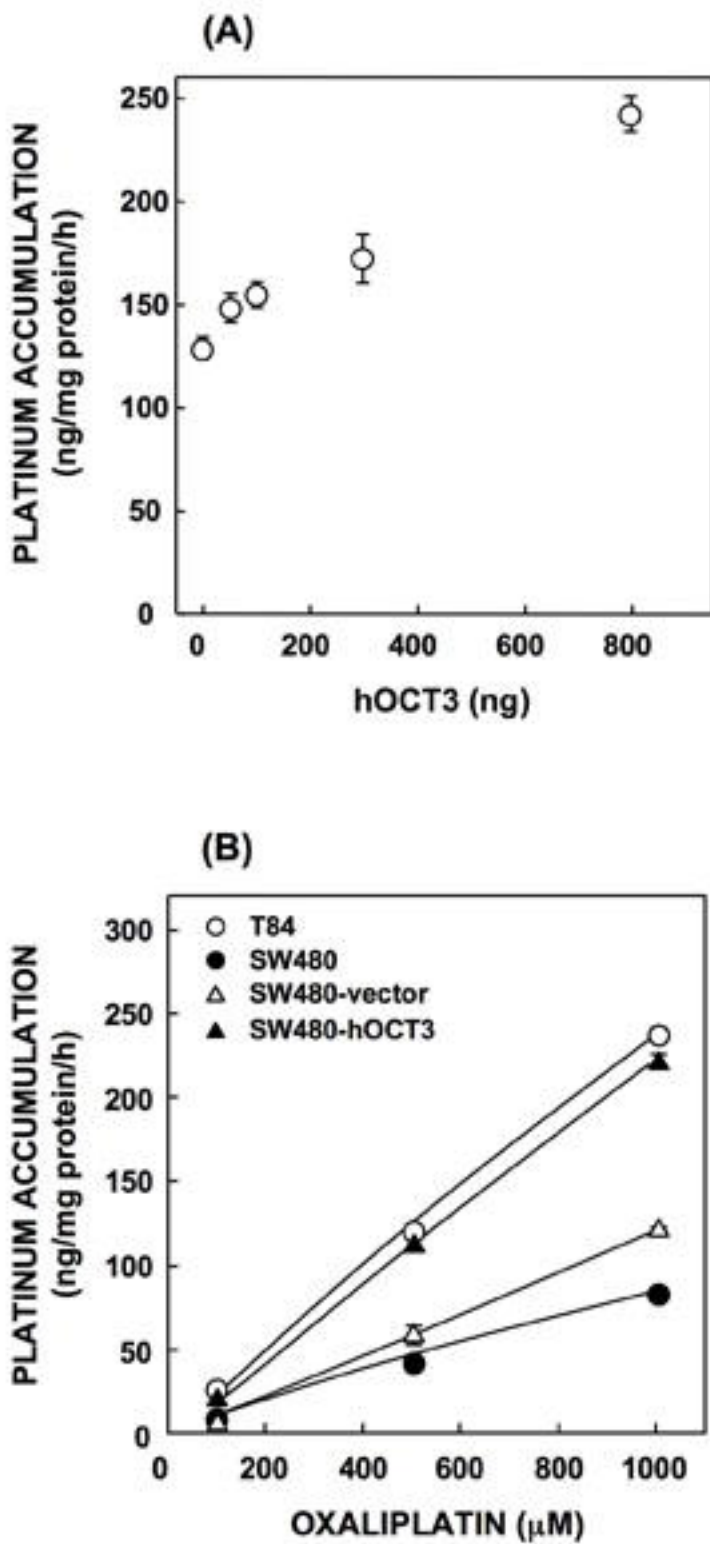 (A)
PLATINUM ACCUMULATION
(ng/mg protein/h)
250
200
150
100
50
0
0 200 400 600 800
hOCT3 (ng)
(B)
PLATINUM ACCUMULATION
(ng/mg protein/h)
300
250
200
150
100
50
0
T84
SW480
SW480-vector
SW480-hOCT3
0 200 400 600 800 1000
OXALIPLATIN (μM)